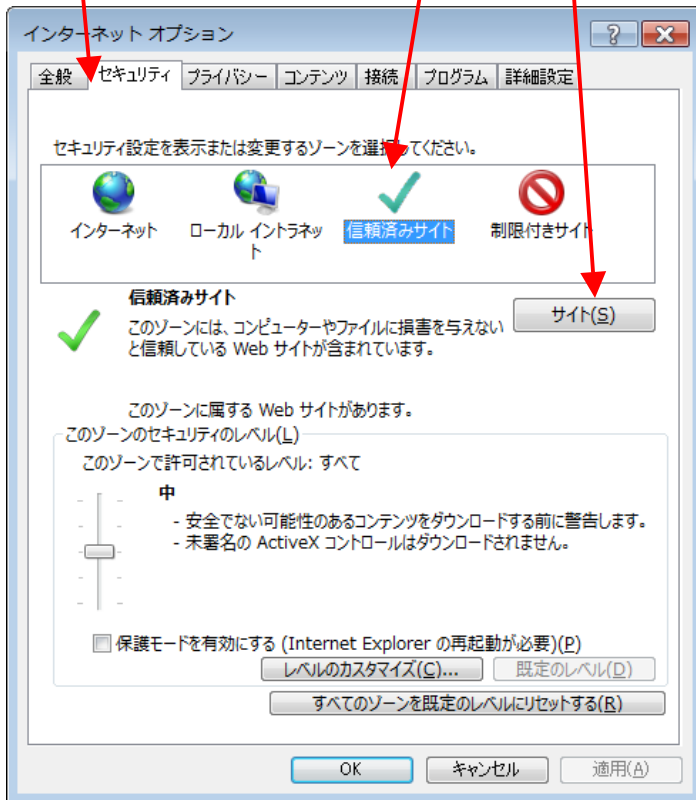 インターネット オプション
全般 セキュリティ プライバシー コンテンツ 接続 プログラム 詳細設定
セキュリティ設定を表示または変更するゾーンを選択してください。
インターネット ローカル イントラネット 信頼済みサイト 制限付きサイト
信頼済みサイト
サイト(S)
このゾーンには、コンピューターやファイルに損害を与えない
と信頼している Web サイトが含まれています。
このゾーンに属する Web サイトがあります。
このゾーンのセキュリティのレベル(L)
このゾーンで許可されているレベル: すべて
中
- 安全でない可能性のあるコンテンツをダウンロードする前に警告します。
- 未署名の ActiveX コントロールはダウンロードされません。
保護モードを有効にする (Internet Explorer の再起動が必要)(P)
レベルのカスタマイズ(C)... 既定のレベル(D)
すべてのゾーンを既定のレベルにリセットする(R)
OK キャンセル 適用(A)